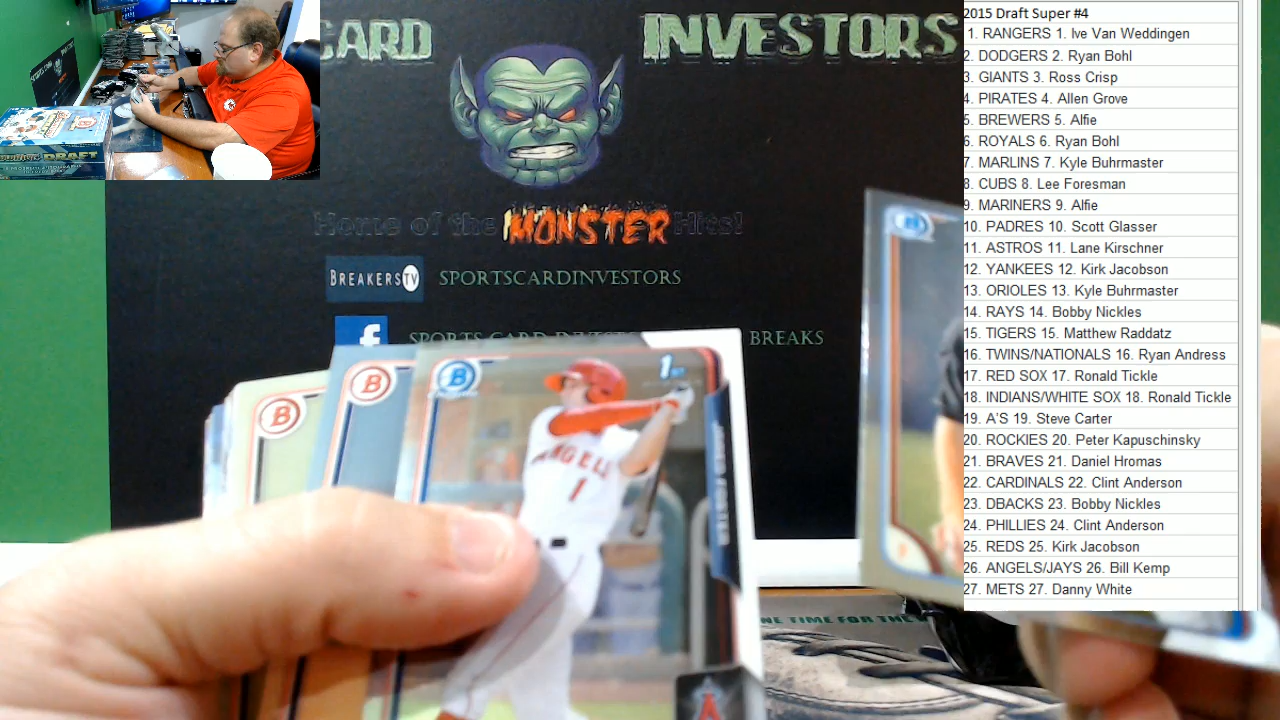 CARD INVESTORS
Home of the MONSTER Hits!
BREAKERSTV SPORTSCARDINVESTORS
BREAKS
DRAFT
B
B
B
1st
ANGELS
1
JARED FOSTER
A
2015 Draft Super #4
1. RANGERS 1. Ive Van Weddingen
2. DODGERS 2. Ryan Bohl
3. GIANTS 3. Ross Crisp
4. PIRATES 4. Allen Grove
5. BREWERS 5. Alfie
6. ROYALS 6. Ryan Bohl
7. MARLINS 7. Kyle Buhrmaster
8. CUBS 8. Lee Foresman
9. MARINERS 9. Alfie
10. PADRES 10. Scott Glasser
11. ASTROS 11. Lane Kirschner
12. YANKEES 12. Kirk Jacobson
13. ORIOLES 13. Kyle Buhrmaster
14. RAYS 14. Bobby Nickles
15. TIGERS 15. Matthew Raddatz
16. TWINS/NATIONALS 16. Ryan Andress
17. RED SOX 17. Ronald Tickle
18. INDIANS/WHITE SOX 18. Ronald Tickle
19. A'S 19. Steve Carter
20. ROCKIES 20. Peter Kapuschinsky
21. BRAVES 21. Daniel Hromas
22. CARDINALS 22. Clint Anderson
23. DBACKS 23. Bobby Nickles
24. PHILLIES 24. Clint Anderson
25. REDS 25. Kirk Jacobson
26. ANGELS/JAYS 26. Bill Kemp
27. METS 27. Danny White